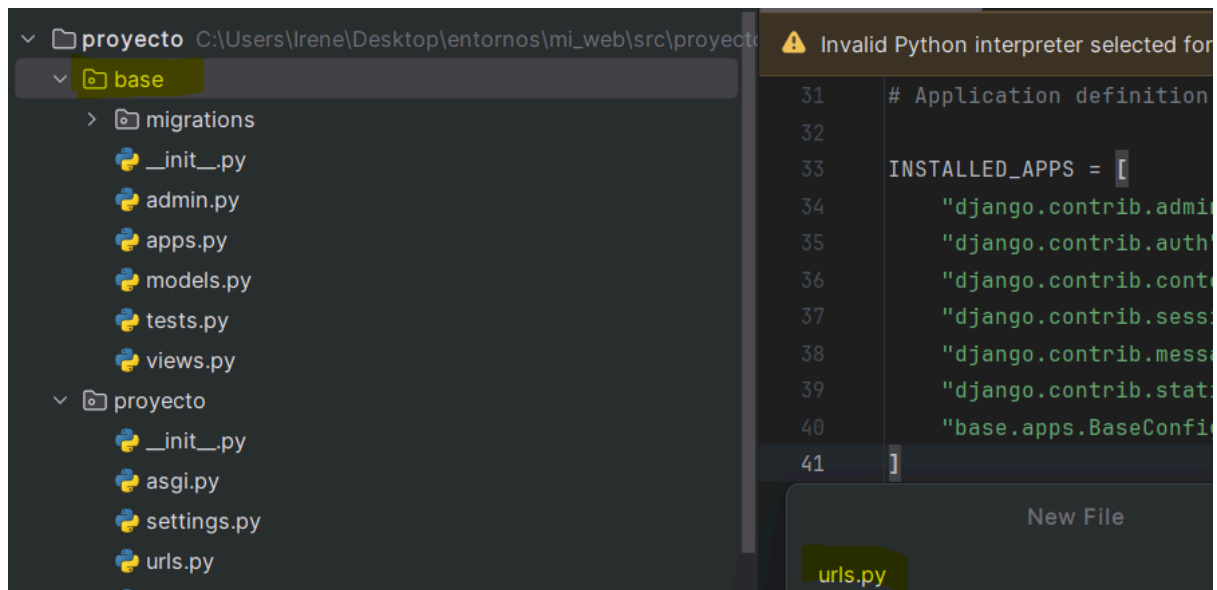 proyecto C:\Users\Irene\Desktop\entornos\mi_web\src\proyecto
base
migrations
__init__.py
admin.py
apps.py
models.py
tests.py
views.py
proyecto
__init__.py
asgi.py
settings.py
urls.py
Invalid Python interpreter selected for
31 # Application definition
32
33 INSTALLED_APPS = [
34 "django.contrib.admin
35 "django.contrib.auth"
36 "django.contrib.conte
37 "django.contrib.sessi
38 "django.contrib.messa
39 "django.contrib.stati
40 "base.apps.BaseConfig
41 ]
New File
urls.py